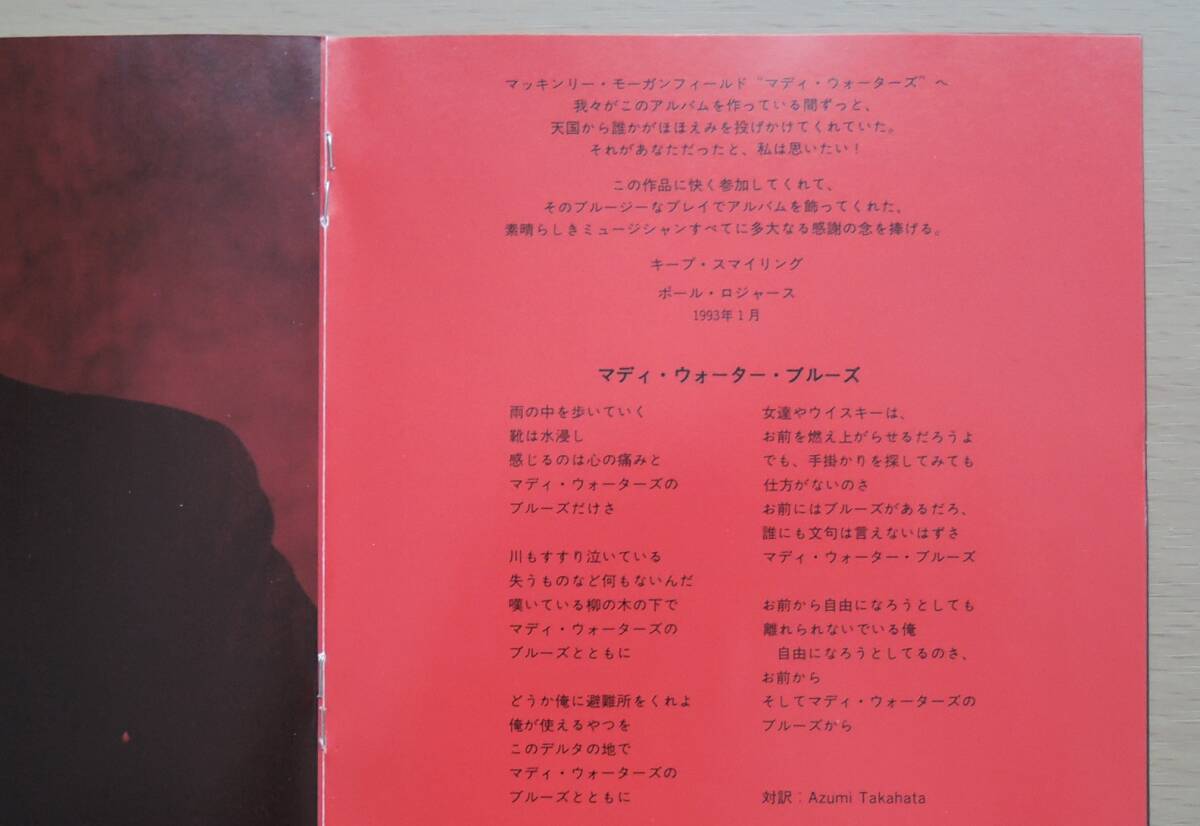 マッキンリー・モーガンフィールド“マディ・ウォーターズ”へ
我々がこのアルバムを作っている間ずっと、
天国から誰かがほほえみを投げかけてくれていた。
それがあなただったと、私は思いたい！
この作品に快く参加してくれて、
そのブルージーなプレイでアルバムを飾ってくれた、
素晴らしきミュージシャンすべてに多大なる感謝の念を捧げる。
キープ・スマイリング
ポール・ロジャース
1993年1月
マディ・ウォーター・ブルーズ
雨の中を歩いていく
靴は水浸し
感じるのは心の痛みと
マディ・ウォーターズの
ブルーズだけさ
川もすすり泣いている
失うものなど何もないんだ
嘆いている柳の木の下で
マディ・ウォーターズの
ブルーズとともに
どうか俺に避難所をくれよ
俺が使えるやつを
このデルタの地で
マディ・ウォーターズの
ブルーズとともに
女達やウイスキーは、
お前を燃え上がらせるだろうよ
でも、手掛かりを探してみても
仕方がないのさ
お前にはブルーズがあるだろ、
誰にも文句は言えないはずさ
マディ・ウォーター・ブルーズ
お前から自由になろうとしても
離れられないでいる俺
自由になろうとしてるのさ、
お前から
そしてマディ・ウォーターズの
ブルーズから
対訳：Azumi Takahata